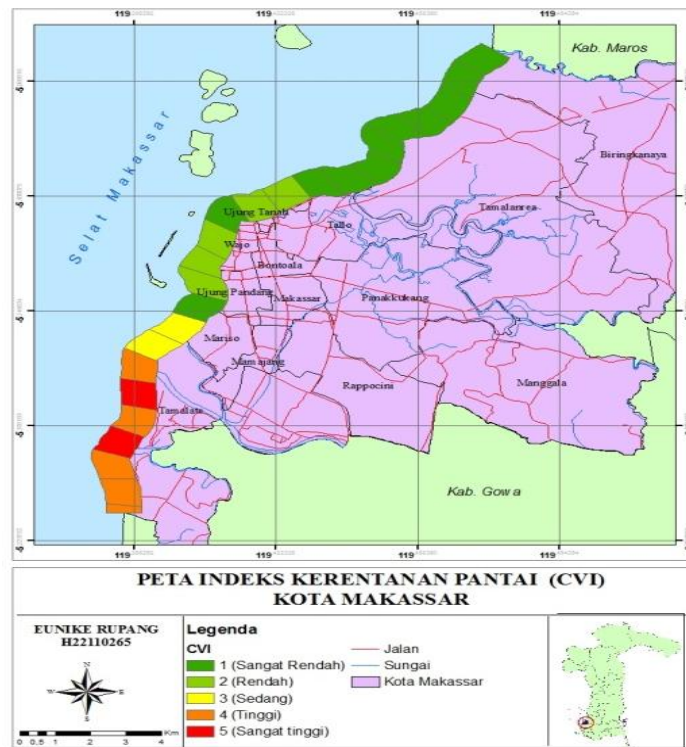 119
119
119
119
Kab. Maros
Selat Makassar
Biringkanaya
Ujung Tanah
Tallo
Tamalanrea
Wajo
Bontoala
Ujung Pandang
Makassar
Panakkukang
Mariso
Mamajang
Rappocini
Manggala
Tamalate
Kab. Gowa
119
119
119
119
PETA INDEKS KERENTANAN PANTAI (CVI)
KOTA MAKASSAR
EUNIKE RUPANG
H22110265
N
W E
S
0 0.5 1 2 3 4
Km
Legenda
CVI
1 (Sangat Rendah)
2 (Rendah)
3 (Sedang)
4 (Tinggi)
5 (Sangat tinggi)
Jalan
Sungai
Kota Makassar